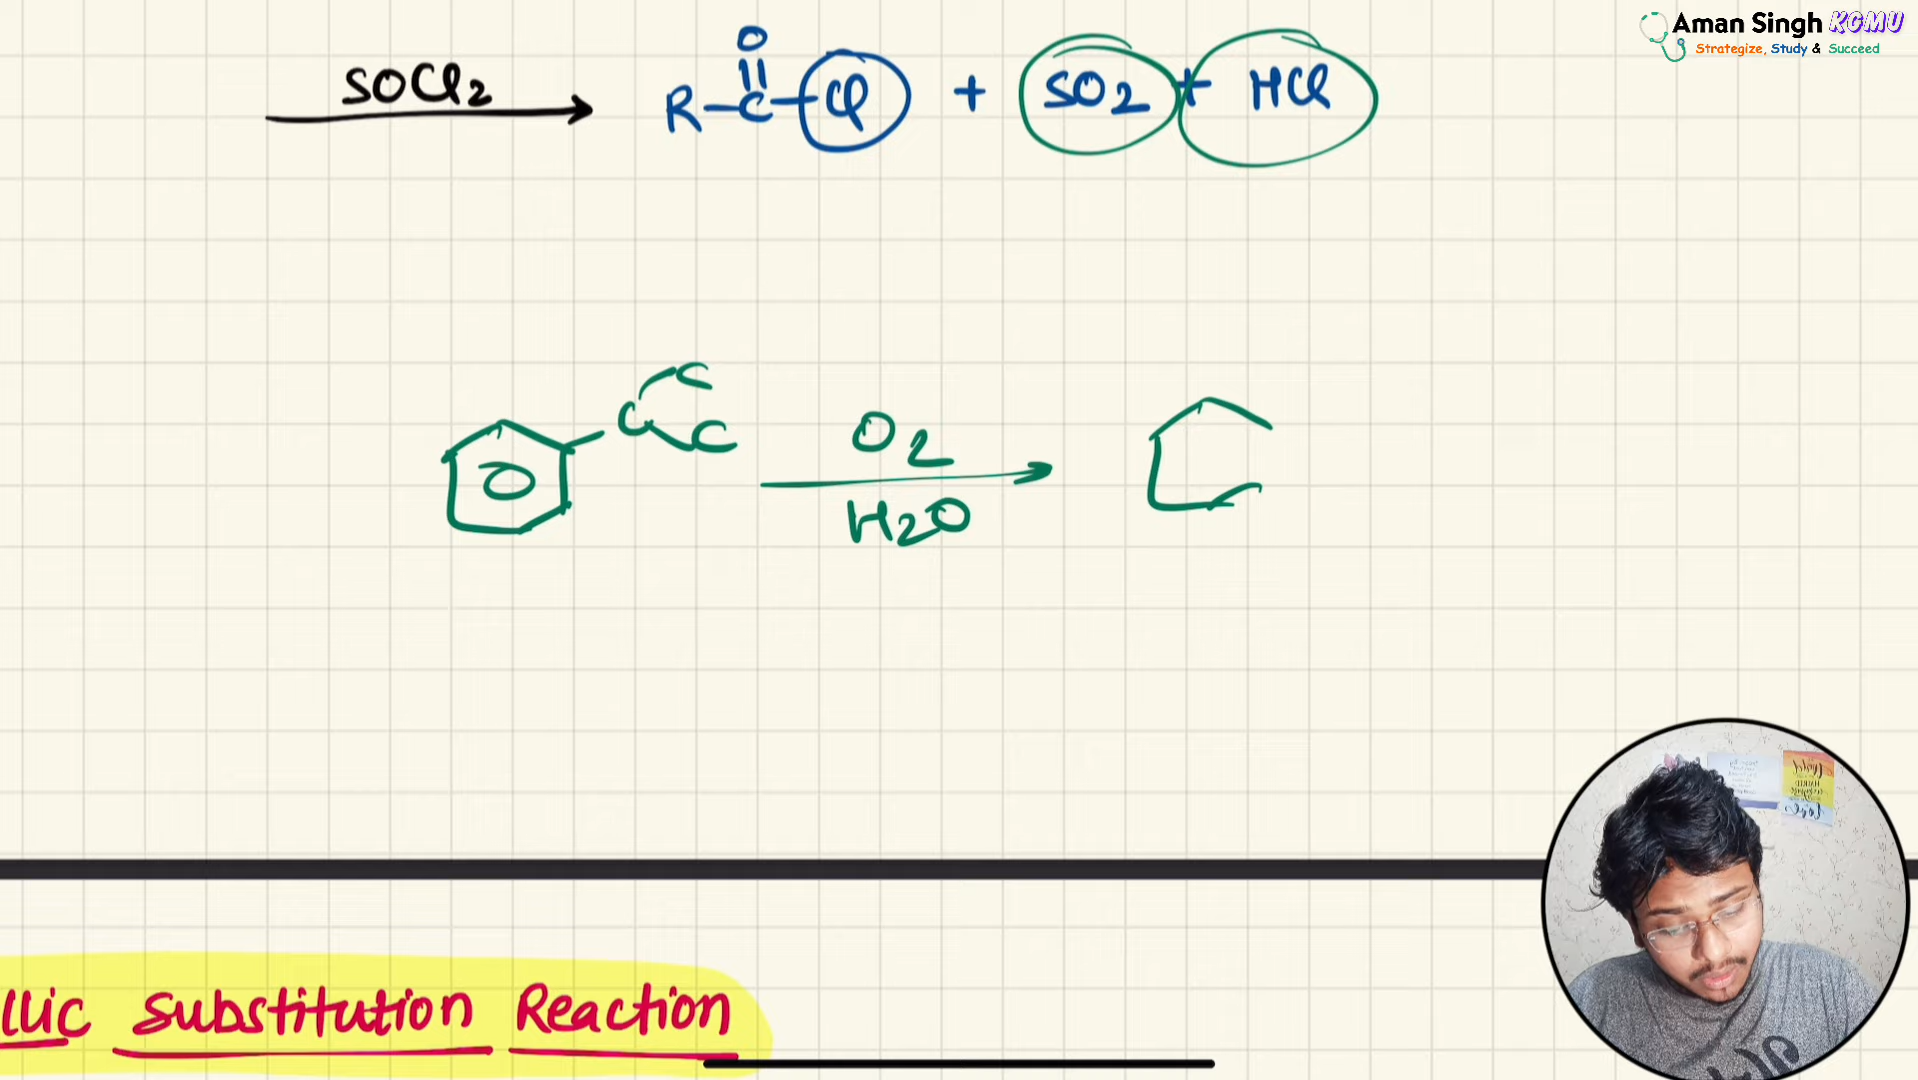 Aman Singh KGMU
Strategize, Study & Succeed
SOCl2
O
R-C-Cl + SO2 + HCl
C
C
C
O2
H2O
llic Substitution Reaction